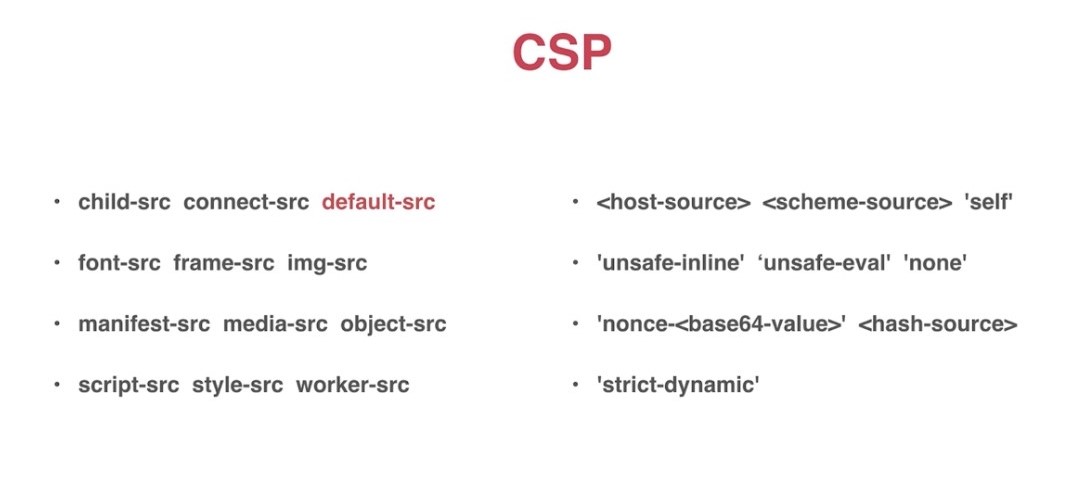 CSP
• child-src connect-src default-src
• font-src frame-src img-src
• manifest-src media-src object-src
• script-src style-src worker-src
• <host-source> <scheme-source> 'self'
• 'unsafe-inline' ‘unsafe-eval' 'none'
• 'nonce-<base64-value>' <hash-source>
• 'strict-dynamic'